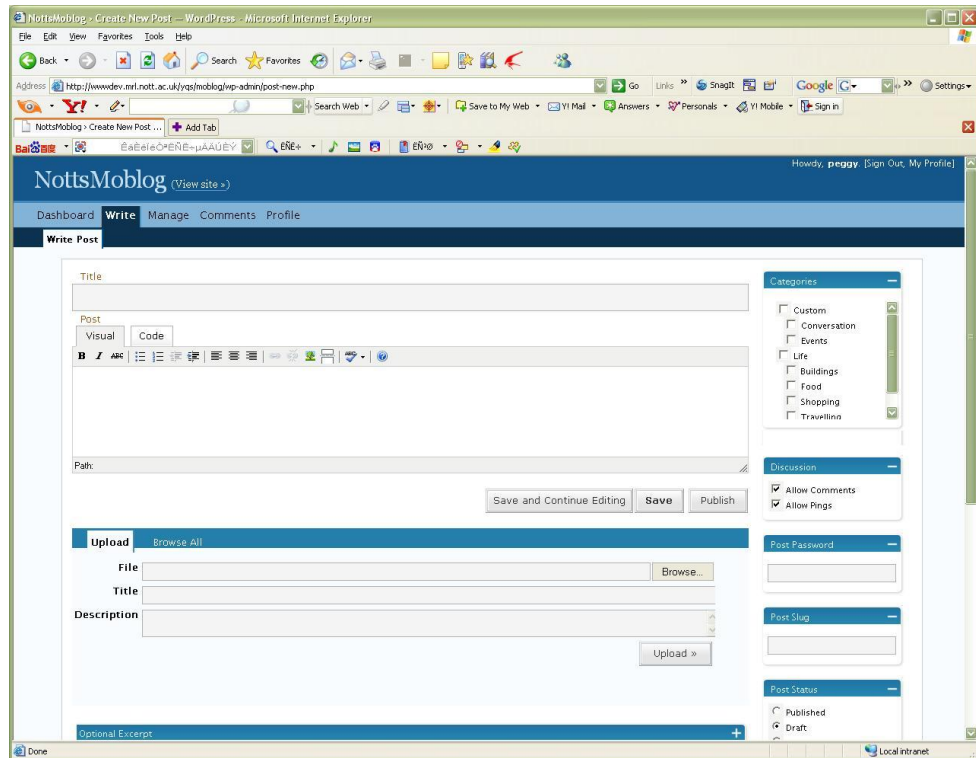 NottsMoblog › Create New Post — WordPress - Microsoft Internet Explorer
File Edit View Favorites Tools Help
Back Search Favorites
Address http://wwwdev.mrl.nott.ac.uk/yqs/moblog/wp-admin/post-new.php Go Links » SnagIt Google G » Settings
Y! Search Web Save to My Web Y! Mail Answers Personals Y! Mobile Sign in
NottsMoblog › Create New Post ... Add Tab
Bai百度
Howdy, peggy. [Sign Out, My Profile]
NottsMoblog (View site »)
Dashboard Write Manage Comments Profile
Write Post
Title
Post
Visual Code
B I ABC
Path:
Save and Continue Editing Save Publish
Upload Browse All
File Browse...
Title
Description
Upload »
Optional Excerpt +
Categories
Custom
Conversation
Events
Life
Buildings
Food
Shopping
Travelling
Discussion
Allow Comments
Allow Pings
Post Password
Post Slug
Post Status
Published
Draft
Done Local intranet